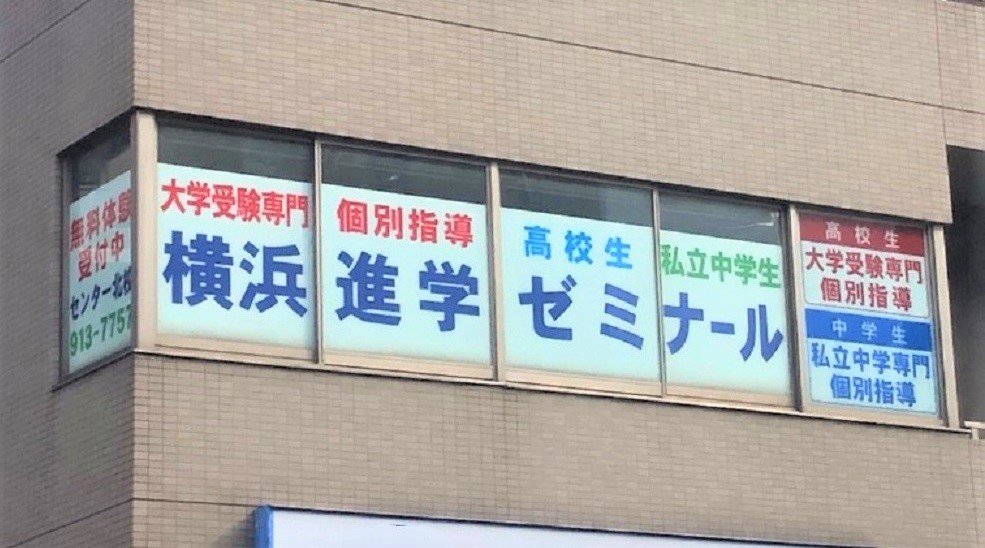 無料体験
受付中
センター北校
913-7757
大学受験専門 個別指導 高校生 私立中学生
横浜進学ゼミナール
高校生
大学受験専門
個別指導
中学生
私立中学専門
個別指導